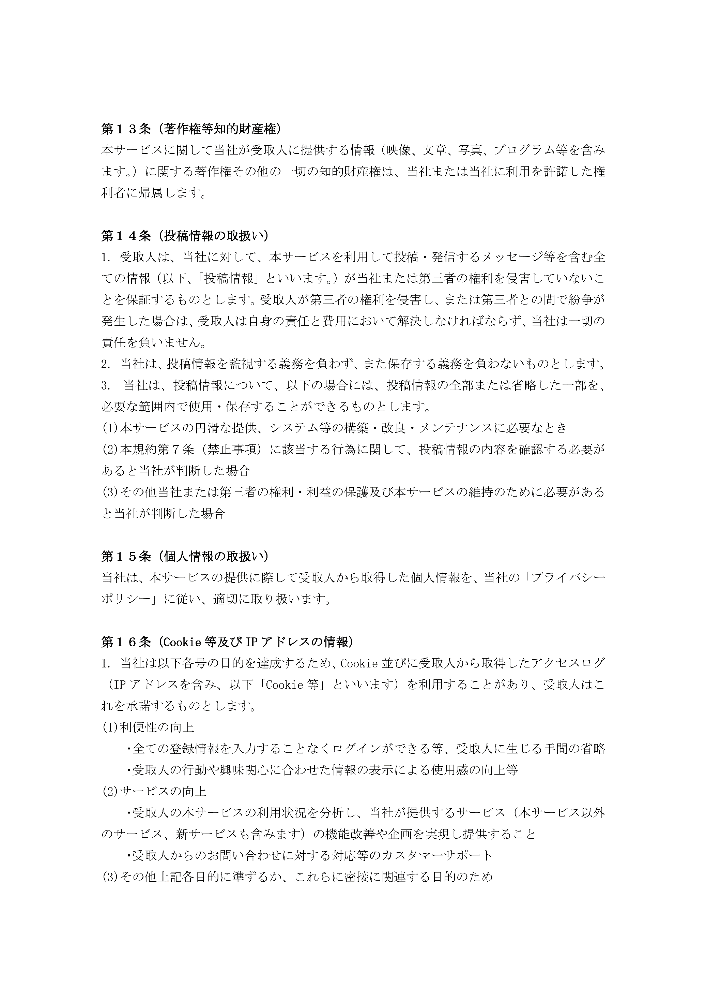 第１３条（著作権等知的財産権）
本サービスに関して当社が受取人に提供する情報（映像、文章、写真、プログラム等を含み
ます。）に関する著作権その他の一切の知的財産権は、当社または当社に利用を許諾した権
利者に帰属します。
第１４条（投稿情報の取扱い）
1. 受取人は、当社に対して、本サービスを利用して投稿・発信するメッセージ等を含む全
ての情報（以下、「投稿情報」といいます。）が当社または第三者の権利を侵害していないこ
とを保証するものとします。受取人が第三者の権利を侵害し、または第三者との間で紛争が
発生した場合は、受取人は自身の責任と費用において解決しなければならず、当社は一切の
責任を負いません。
2. 当社は、投稿情報を監視する義務を負わず、また保存する義務を負わないものとします。
3. 当社は、投稿情報について、以下の場合には、投稿情報の全部または省略した一部を、
必要な範囲内で使用・保存することができるものとします。
(1)本サービスの円滑な提供、システム等の構築・改良・メンテナンスに必要なとき
(2)本規約第７条（禁止事項）に該当する行為に関して、投稿情報の内容を確認する必要が
あると当社が判断した場合
(3)その他当社または第三者の権利・利益の保護及び本サービスの維持のために必要がある
と当社が判断した場合
第１５条（個人情報の取扱い）
当社は、本サービスの提供に際して受取人から取得した個人情報を、当社の「プライバシー
ポリシー」に従い、適切に取り扱います。
第１６条（Cookie 等及び IP アドレスの情報）
1. 当社は以下各号の目的を達成するため、Cookie 並びに受取人から取得したアクセスログ
（IP アドレスを含み、以下「Cookie 等」といいます）を利用することがあり、受取人はこ
れを承諾するものとします。
(1)利便性の向上
・全ての登録情報を入力することなくログインができる等、受取人に生じる手間の省略
・受取人の行動や興味関心に合わせた情報の表示による使用感の向上等
(2)サービスの向上
・受取人の本サービスの利用状況を分析し、当社が提供するサービス（本サービス以外
のサービス、新サービスも含みます）の機能改善や企画を実現し提供すること
・受取人からのお問い合わせに対する対応等のカスタマーサポート
(3)その他上記各目的に準ずるか、これらに密接に関連する目的のため